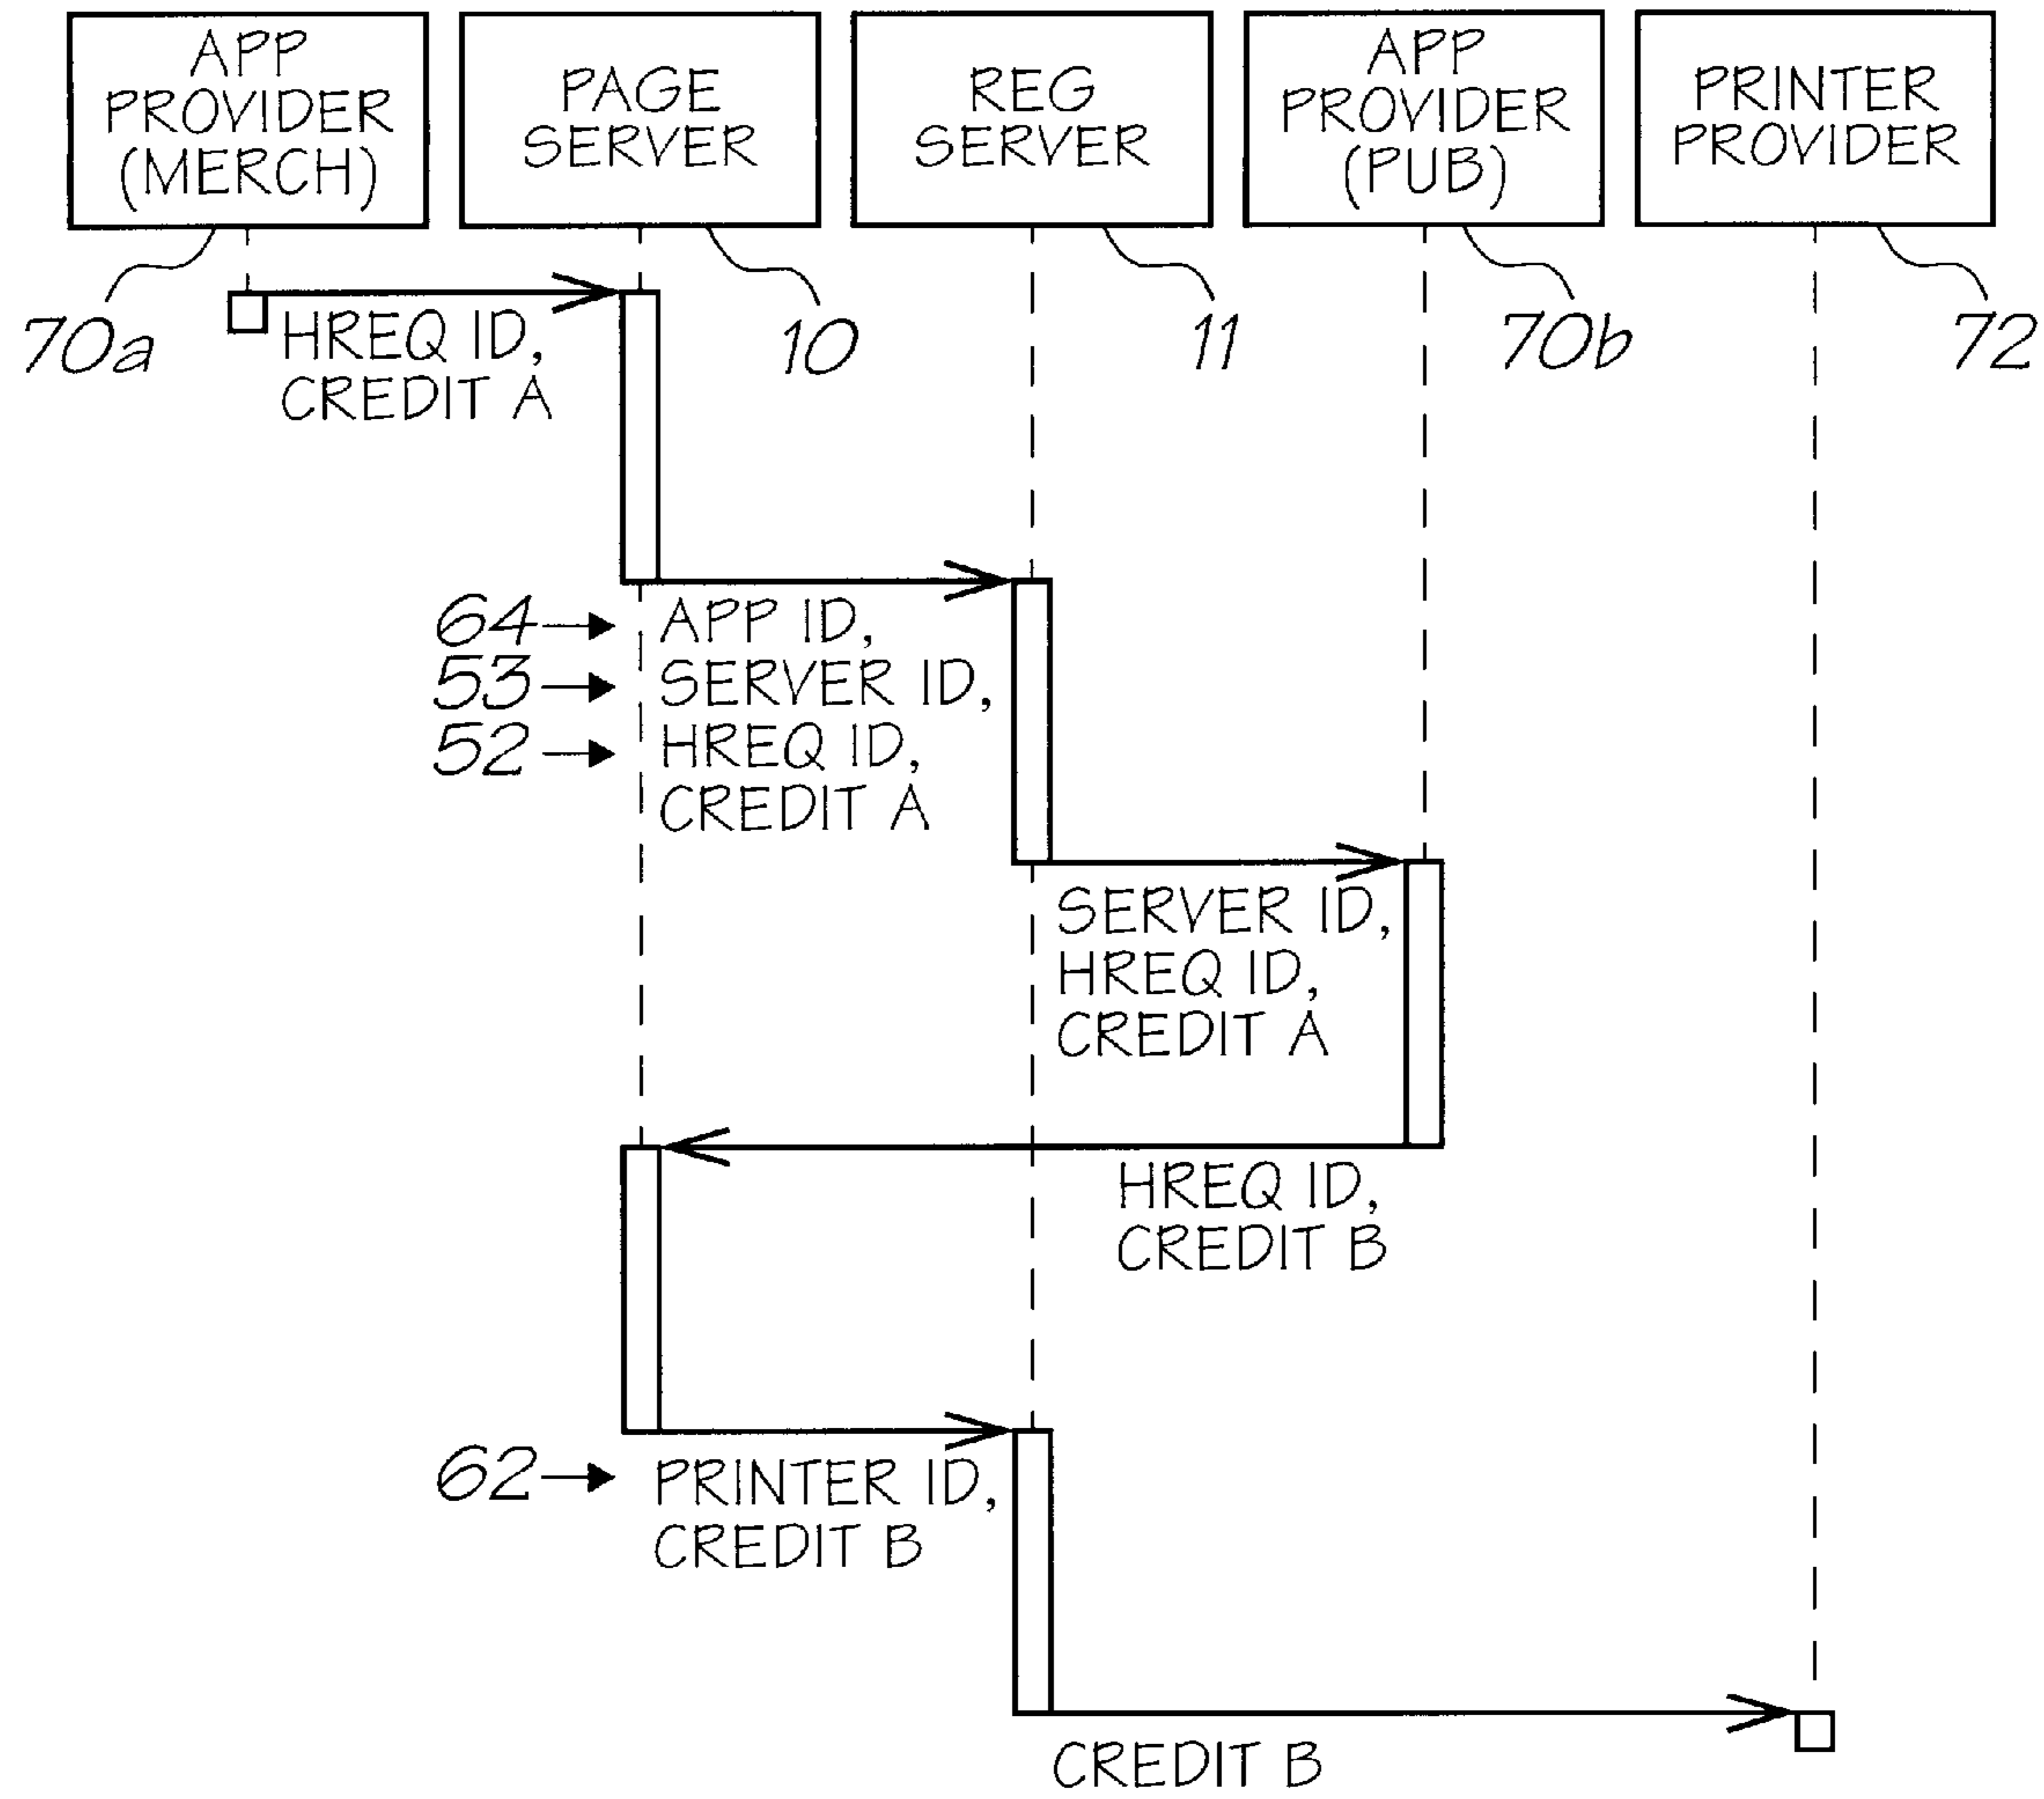 APP
PROVIDER
(MERCH)
PAGE
SERVER
REG
SERVER
APP
PROVIDER
(PUB)
PRINTER
PROVIDER
70a
10
11
70b
72
HREQ ID,
CREDIT A
64 APP ID,
53 SERVER ID,
52 HREQ ID,
CREDIT A
SERVER ID,
HREQ ID,
CREDIT A
HREQ ID,
CREDIT B
62 PRINTER ID,
CREDIT B
CREDIT B